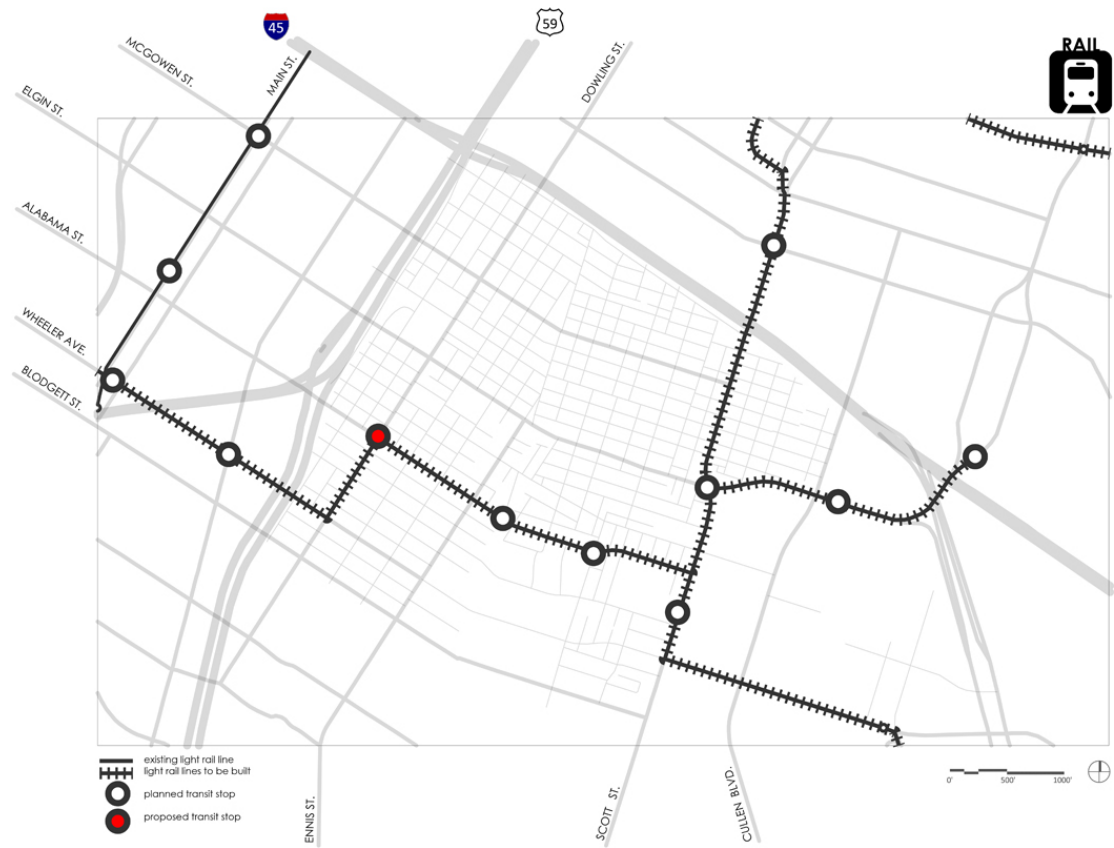 45
59
RAIL
MCGOWEN ST.
MAIN ST.
DOWLING ST.
ELGIN ST.
ALABAMA ST.
WHEELER AVE.
BLODGETT ST.
existing light rail line
light rail lines to be built
planned transit stop
proposed transit stop
ENNIS ST.
SCOTT ST.
CULLEN BLVD.
0' 500' 1000'